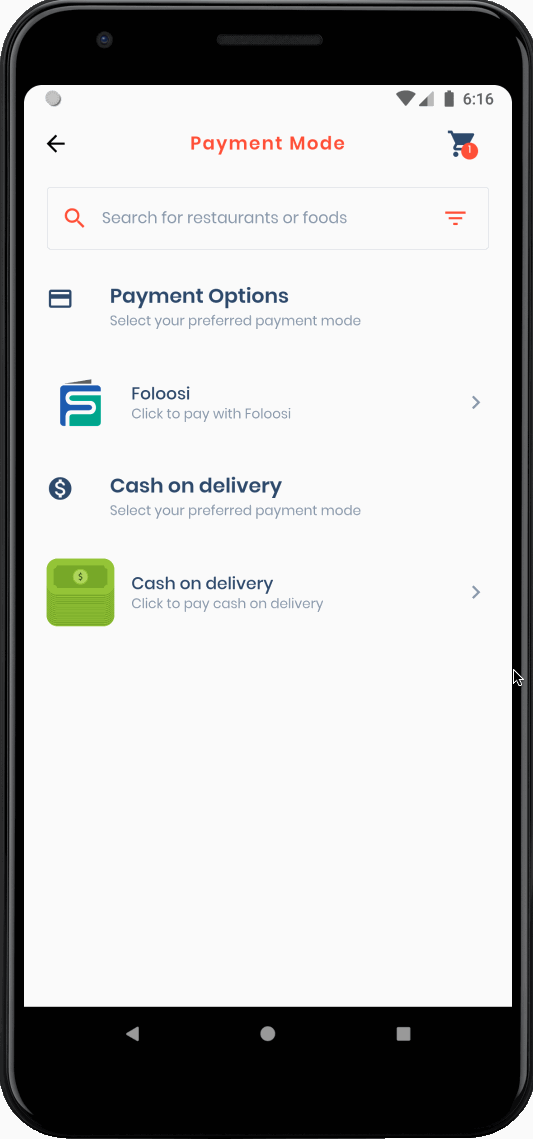 6:16
Payment Mode
1
Search for restaurants or foods
Payment Options
Select your preferred payment mode
Foloosi
Click to pay with Foloosi
$
Cash on delivery
Select your preferred payment mode
$
Cash on delivery
Click to pay cash on delivery